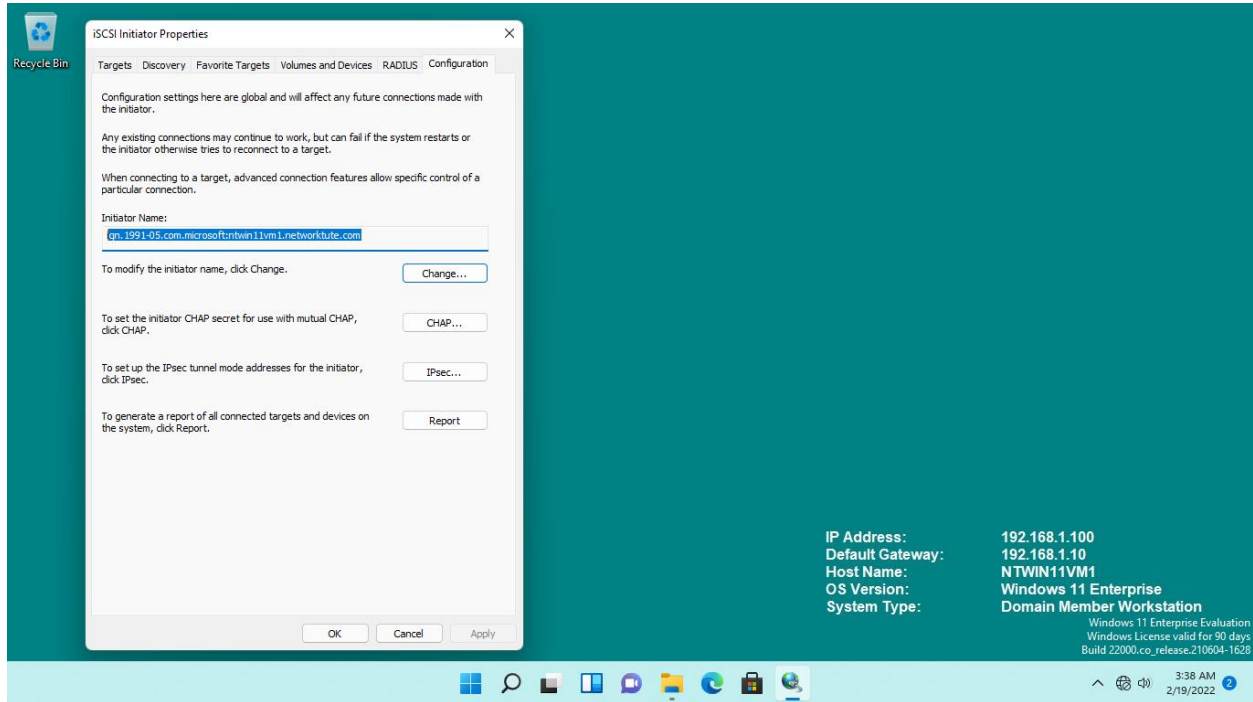 Recycle Bin
iSCSI Initiator Properties
Targets Discovery Favorite Targets Volumes and Devices RADIUS Configuration
Configuration settings here are global and will affect any future connections made with
the initiator.
Any existing connections may continue to work, but can fail if the system restarts or
the initiator otherwise tries to reconnect to a target.
When connecting to a target, advanced connection features allow specific control of a
particular connection.
Initiator Name:
qn.1991-05.com.microsoft:ntwin11vm1.networktute.com
To modify the initiator name, click Change.
Change...
To set the initiator CHAP secret for use with mutual CHAP,
click CHAP.
CHAP...
To set up the IPsec tunnel mode addresses for the initiator,
click IPsec.
IPsec...
To generate a report of all connected targets and devices on
the system, click Report.
Report
OK Cancel Apply
IP Address: 192.168.1.100
Default Gateway: 192.168.1.10
Host Name: NTWIN11VM1
OS Version: Windows 11 Enterprise
System Type: Domain Member Workstation
Windows 11 Enterprise Evaluation
Windows License valid for 90 days
Build 22000.co_release.210604-1628
3:38 AM
2/19/2022
2